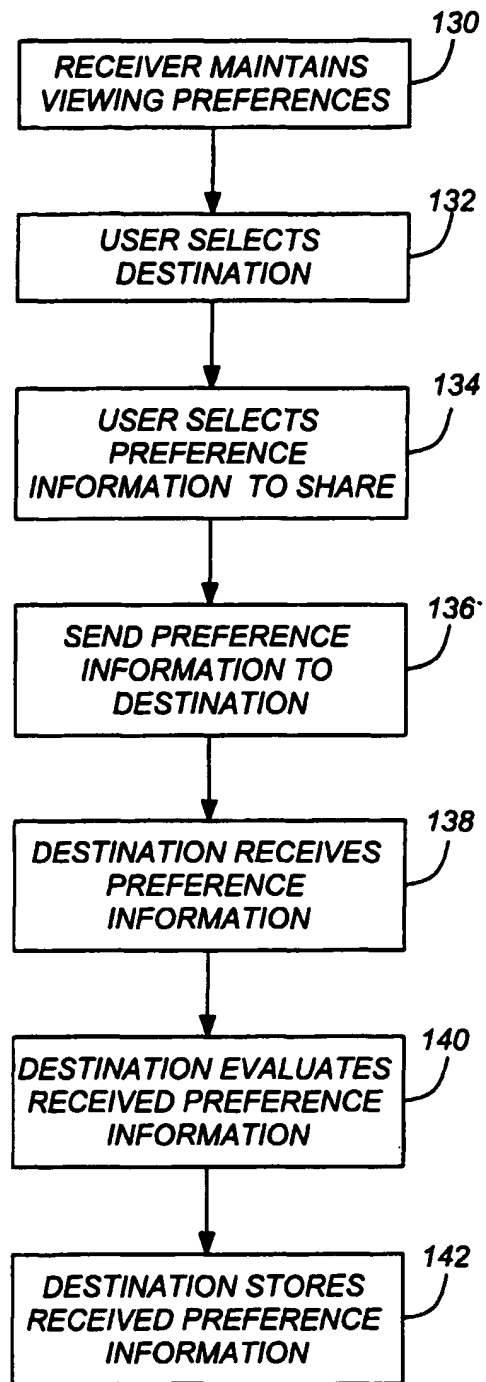 130
RECEIVER MAINTAINS
VIEWING PREFERENCES
132
USER SELECTS
DESTINATION
134
USER SELECTS
PREFERENCE
INFORMATION TO SHARE
136
SEND PREFERENCE
INFORMATION TO
DESTINATION
138
DESTINATION RECEIVES
PREFERENCE
INFORMATION
140
DESTINATION EVALUATES
RECEIVED PREFERENCE
INFORMATION
142
DESTINATION STORES
RECEIVED PREFERENCE
INFORMATION